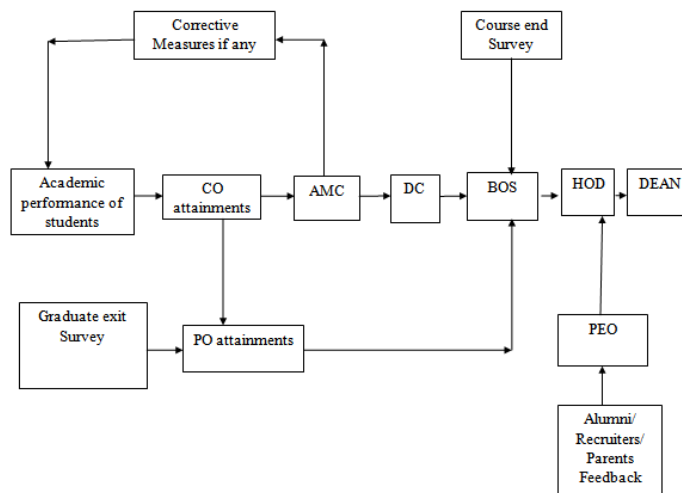 Corrective
Measures if any
Course end
Survey
Academic
performance of
students
CO
attainments
AMC
DC
BOS
HOD
DEAN
Graduate exit
Survey
PO attainments
PEO
Alumni/
Recruiters/
Parents
Feedback